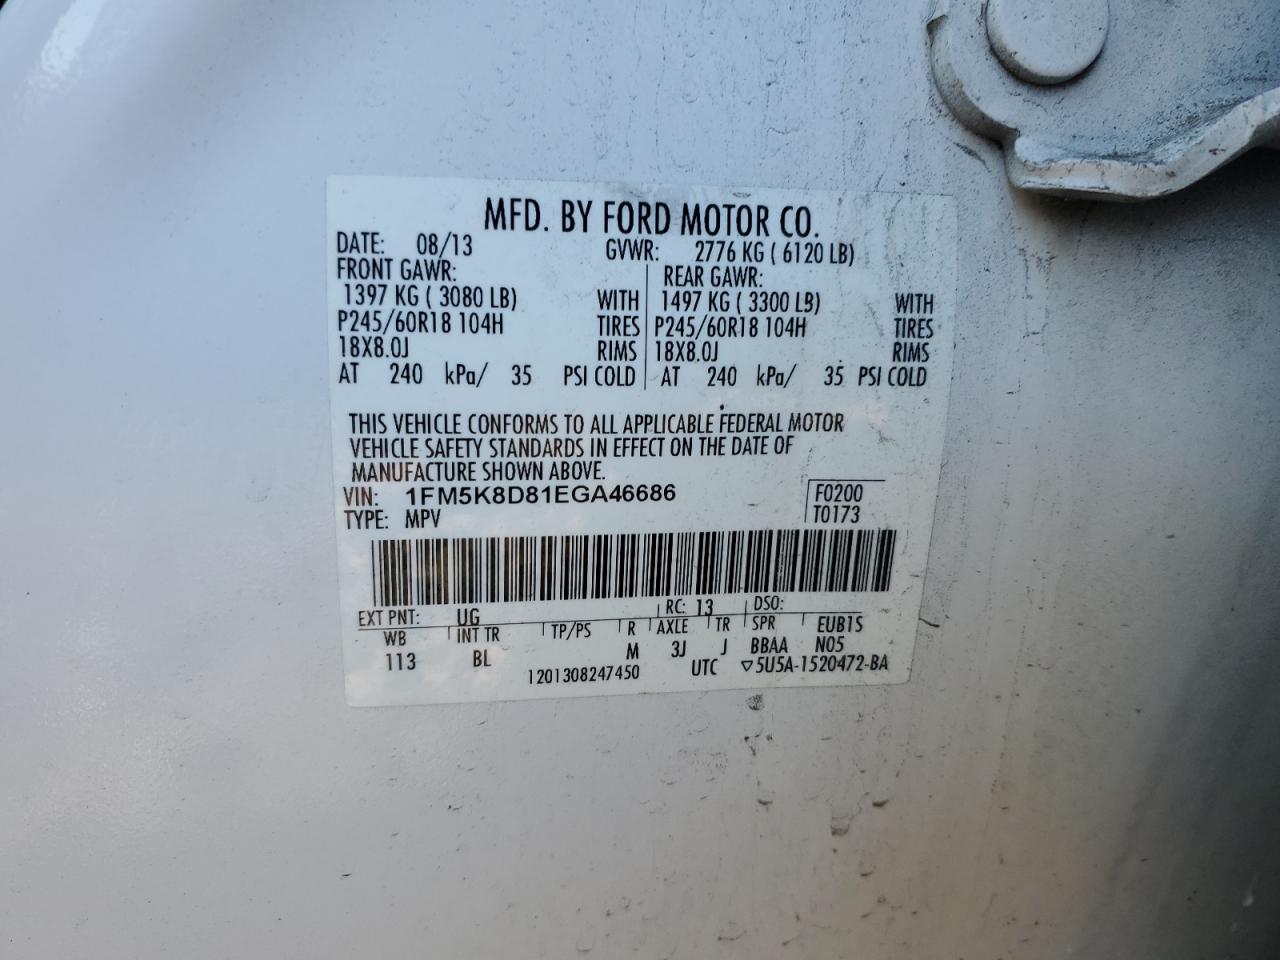 MFD. BY FORD MOTOR CO.
DATE: 08/13 GVWR: 2776 KG ( 6120 LB)
FRONT GAWR: REAR GAWR:
1397 KG ( 3080 LB) WITH 1497 KG ( 3300 LB) WITH
P245/60R18 104H TIRES P245/60R18 104H TIRES
18X8.0J RIMS 18X8.0J RIMS
AT 240 kPa/ 35 PSI COLD AT 240 kPa/ 35 PSI COLD
THIS VEHICLE CONFORMS TO ALL APPLICABLE FEDERAL MOTOR
VEHICLE SAFETY STANDARDS IN EFFECT ON THE DATE OF
MANUFACTURE SHOWN ABOVE.
VIN: 1FM5K8D81EGA46686 F0200
TYPE: MPV T0173
EXT PNT: UG RC: 13 DSO:
WB INT TR TP/PS R AXLE TR SPR EUB1S
113 BL M 3J J BBAA N05
1201308247450 UTC ▽5U5A-1520472-BA